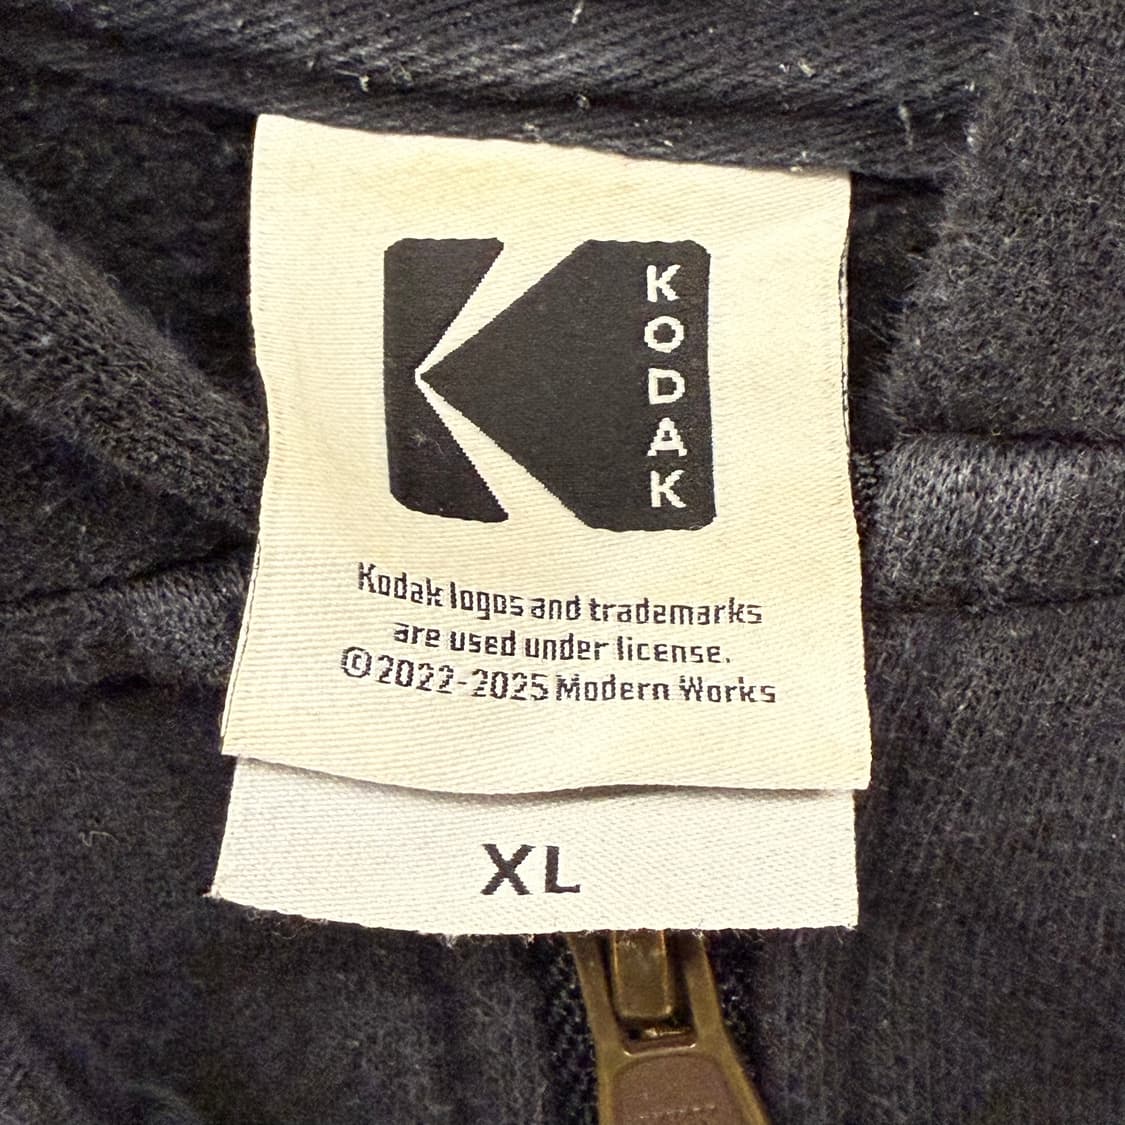 KODAK
Kodak logos and trademarks
are used under license.
©2022-2025 Modern Works
XL